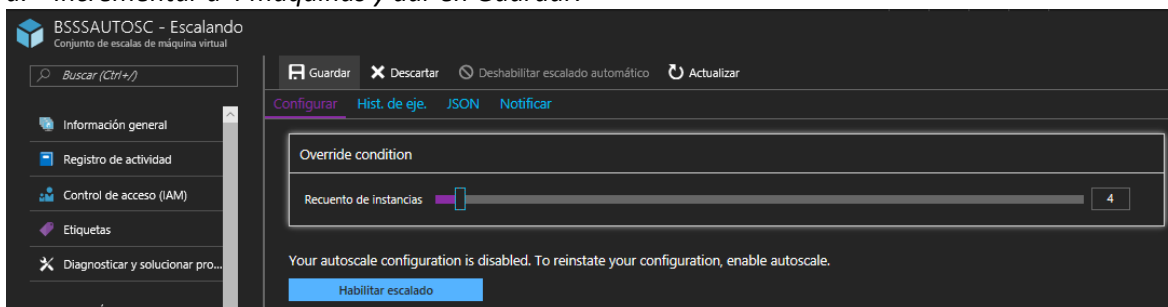 BSSSAUTOSC - Escalando
Conjunto de escalas de máquina virtual
Buscar (Ctrl+/)
Guardar Descartar Deshabilitar escalado automático Actualizar
Configurar Hist. de eje. JSON Notificar
Información general
Override condition
Registro de actividad
Control de acceso (IAM)
Recuento de instancias 4
Etiquetas
Diagnosticar y solucionar pro...
Your autoscale configuration is disabled. To reinstate your configuration, enable autoscale.
Habilitar escalado